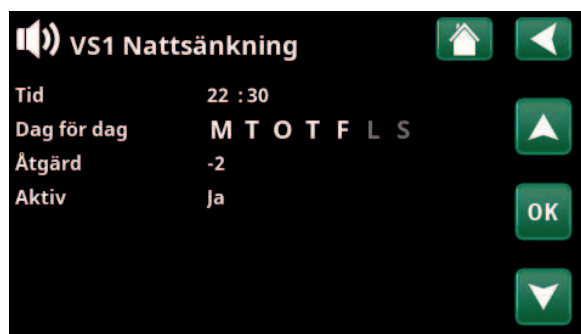 VS1 Nattsänkning
Tid 22 :30
Dag för dag M T O T F L S
Åtgärd -2
Aktiv Ja
OK